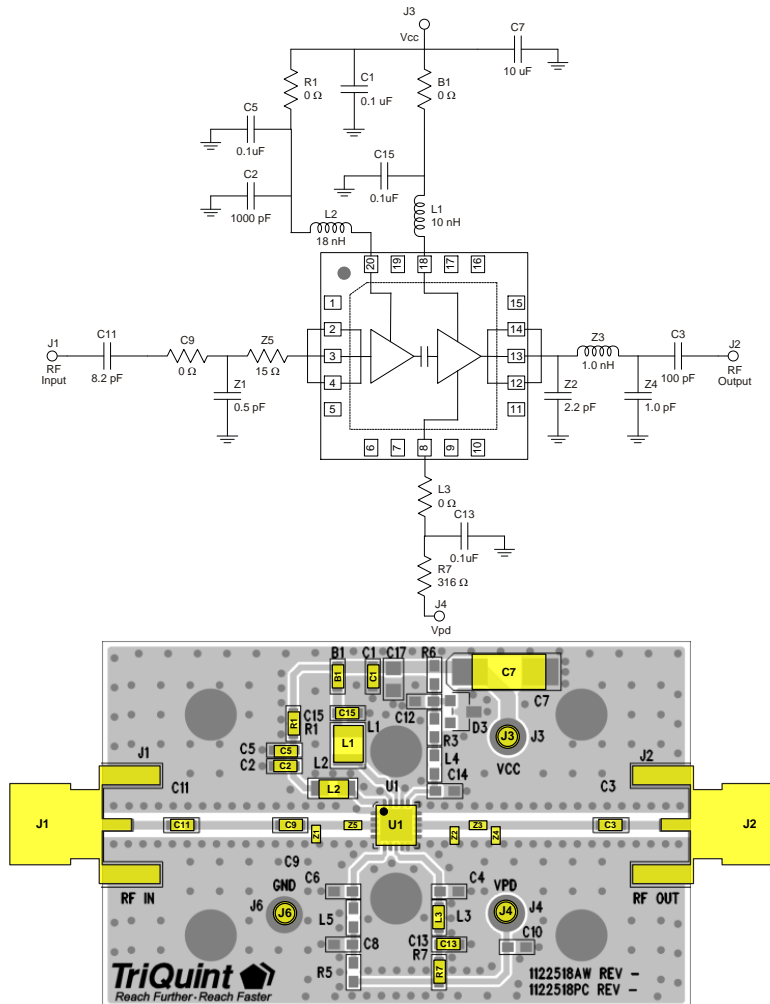 J3
Vcc
C7
10 uF
R1
0 Ω
C1
0.1 uF
B1
0 Ω
C5
0.1uF
C15
0.1uF
C2
1000 pF
L2
18 nH
L1
10 nH
20
19
18
17
16
1
2
3
4
5
15
14
13
12
11
6
7
8
9
10
J1
RF
Input
C11
8.2 pF
C9
0 Ω
Z5
15 Ω
Z1
0.5 pF
Z3
1.0 nH
C3
100 pF
J2
RF
Output
Z2
2.2 pF
Z4
1.0 pF
L3
0 Ω
C13
0.1uF
R7
316 Ω
J4
Vpd
B1 C1 C17 R6
B1 C1 C7
C7
C15
R1
R1
C15
L1
C12
D3
J3 J3
VCC
R3
C5 C5
C2 C2
L1
L2
L2
L4
C14
U1
U1
J1
J1
C11
C11
C9
C9
Z1
Z5
Z2
Z3
Z4
C3
C3
J2
J2
RF IN
GND
J6
J6
C6
L5
C8
R5
C4
L3 L3
C13 C13
R7
R7
VPD
J4 J4
C10
RF OUT
TriQuint
Reach Further·Reach Faster
1122518AW REV -
1122518PC REV -